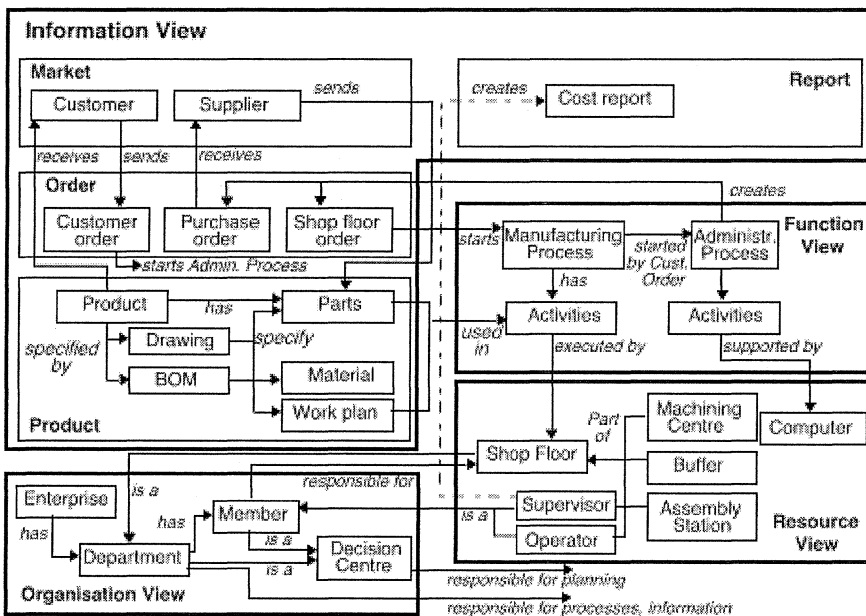 Information View
Market
Customer
Supplier
sends
creates
Cost report
Report
receives
sends
receives
Order
Customer
order
Purchase
order
Shop floor
order
starts Admin. Process
creates
Function
View
starts
Manufacturing
Process
started
by Cust.
Order
Administr.
Process
has
Activities
Activities
executed by
supported by
Product
has
Parts
specified
by
Drawing
specify
BOM
Material
Work plan
used
in
Product
Part
of
Machining
Centre
Computer
Shop Floor
Buffer
Supervisor
Operator
Assembly
Station
Resource
View
is a
responsible for
is a
Enterprise
has
Department
has
Member
is a
is a
Decision
Centre
Organisation View
responsible for planning
responsible for processes, information